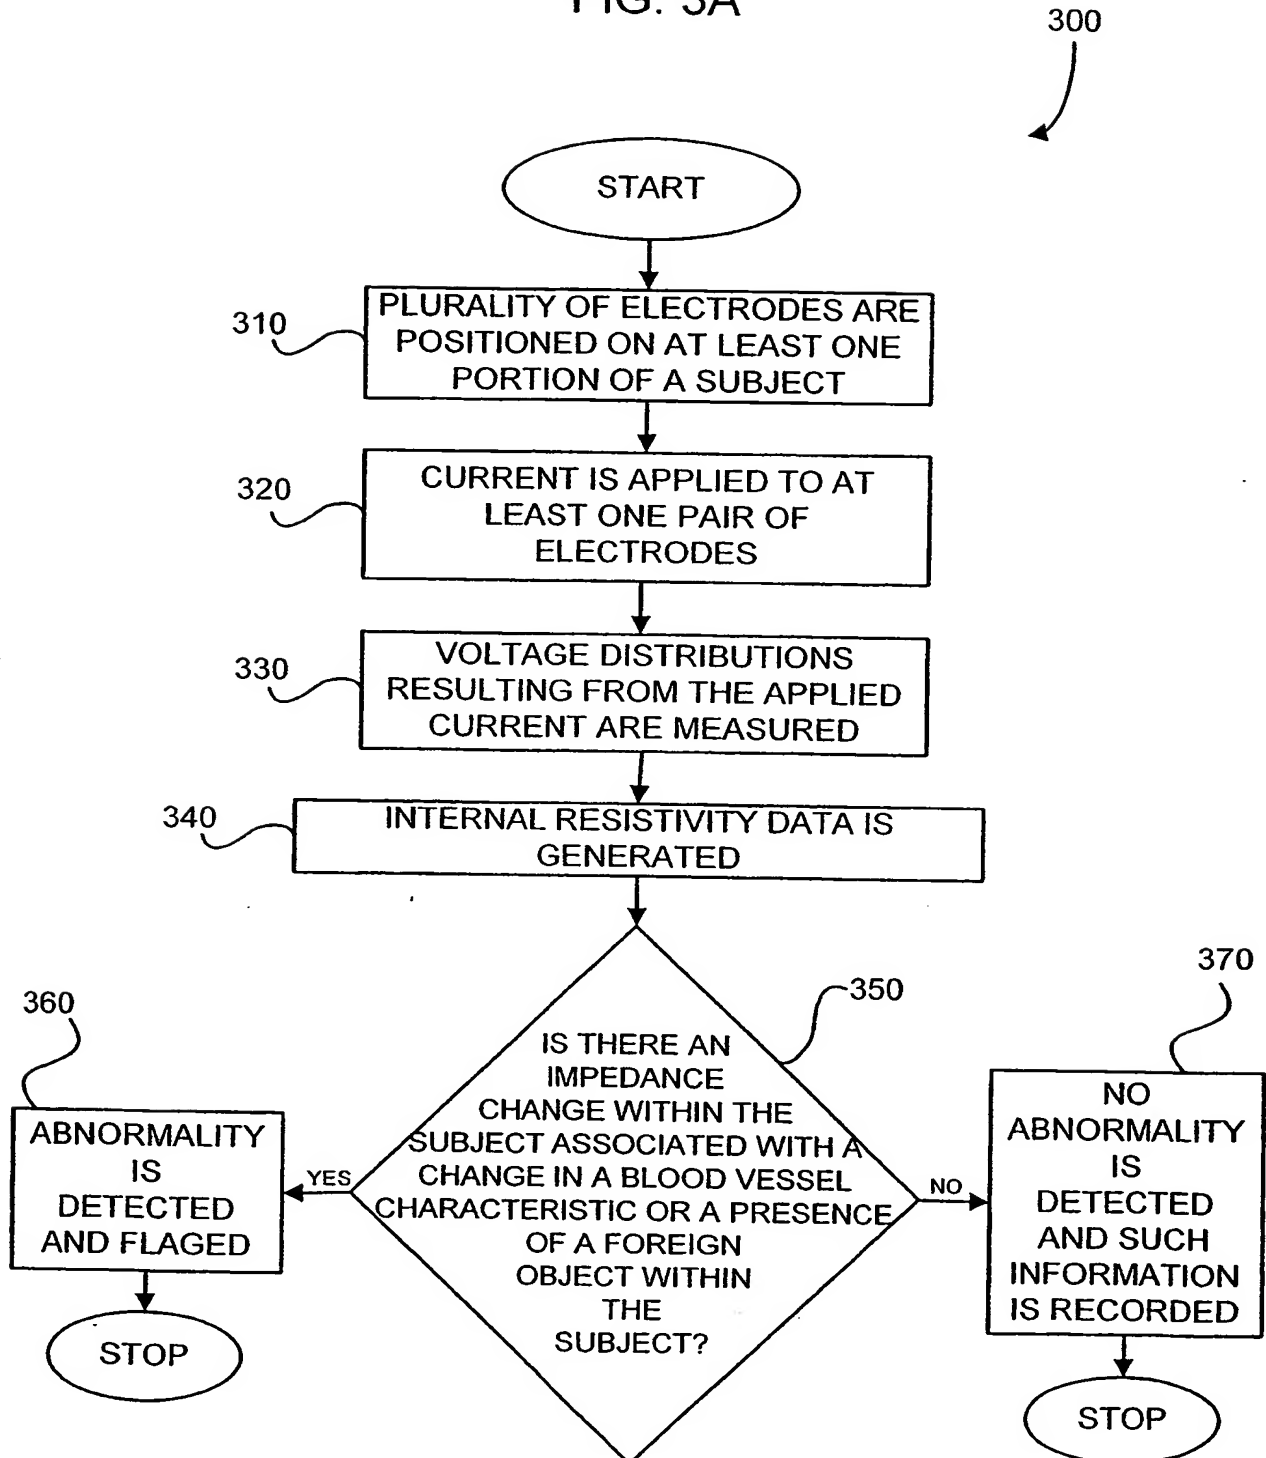 FIG. 3A
300
START
310
PLURALITY OF ELECTRODES ARE
POSITIONED ON AT LEAST ONE
PORTION OF A SUBJECT
320
CURRENT IS APPLIED TO AT
LEAST ONE PAIR OF
ELECTRODES
330
VOLTAGE DISTRIBUTIONS
RESULTING FROM THE APPLIED
CURRENT ARE MEASURED
340
INTERNAL RESISTIVITY DATA IS
GENERATED
350
IS THERE AN
IMPEDANCE
CHANGE WITHIN THE
SUBJECT ASSOCIATED WITH A
CHANGE IN A BLOOD VESSEL
CHARACTERISTIC OR A PRESENCE
OF A FOREIGN
OBJECT WITHIN
THE
SUBJECT?
YES
360
ABNORMALITY
IS
DETECTED
AND FLAGED
STOP
NO
370
NO
ABNORMALITY
IS
DETECTED
AND SUCH
INFORMATION
IS RECORDED
STOP